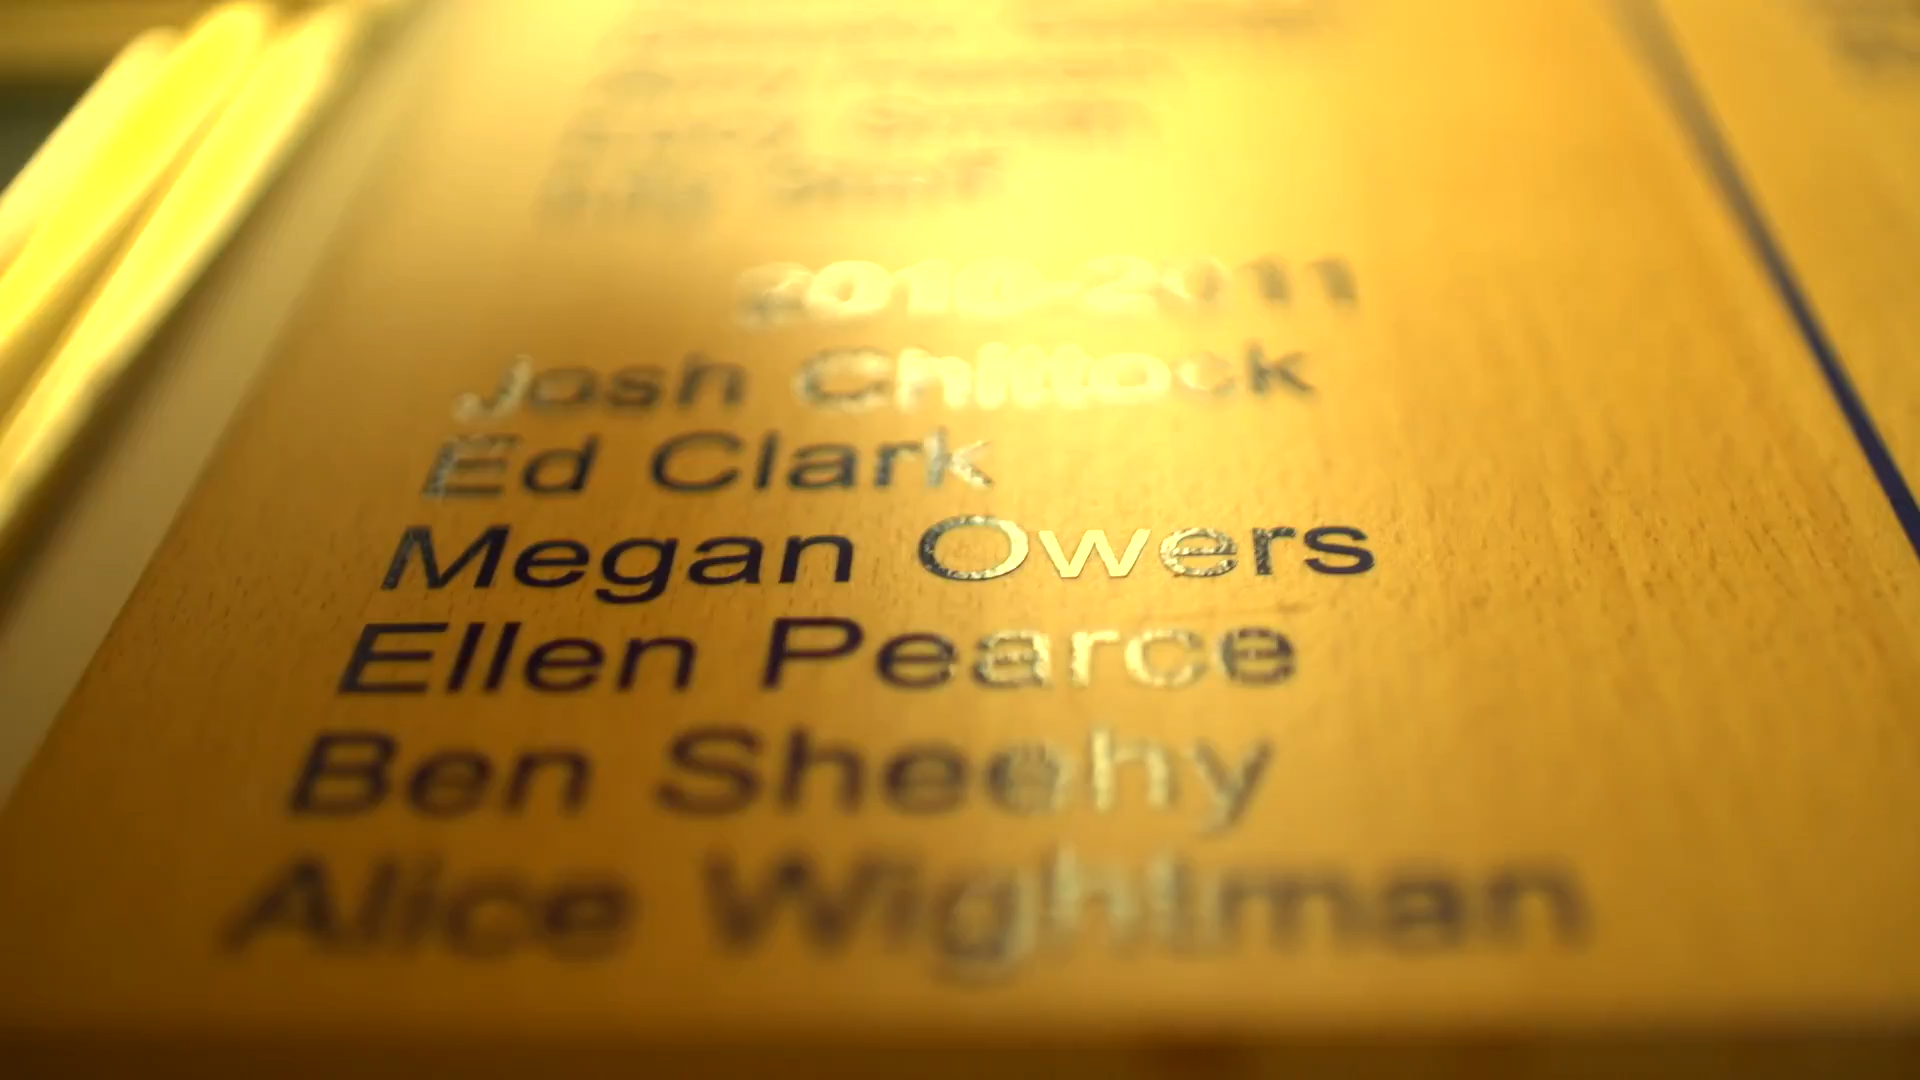 2010-2011
Josh Chittock
Ed Clark
Megan Owers
Ellen Pearce
Ben Sheehy
Alice Wightman